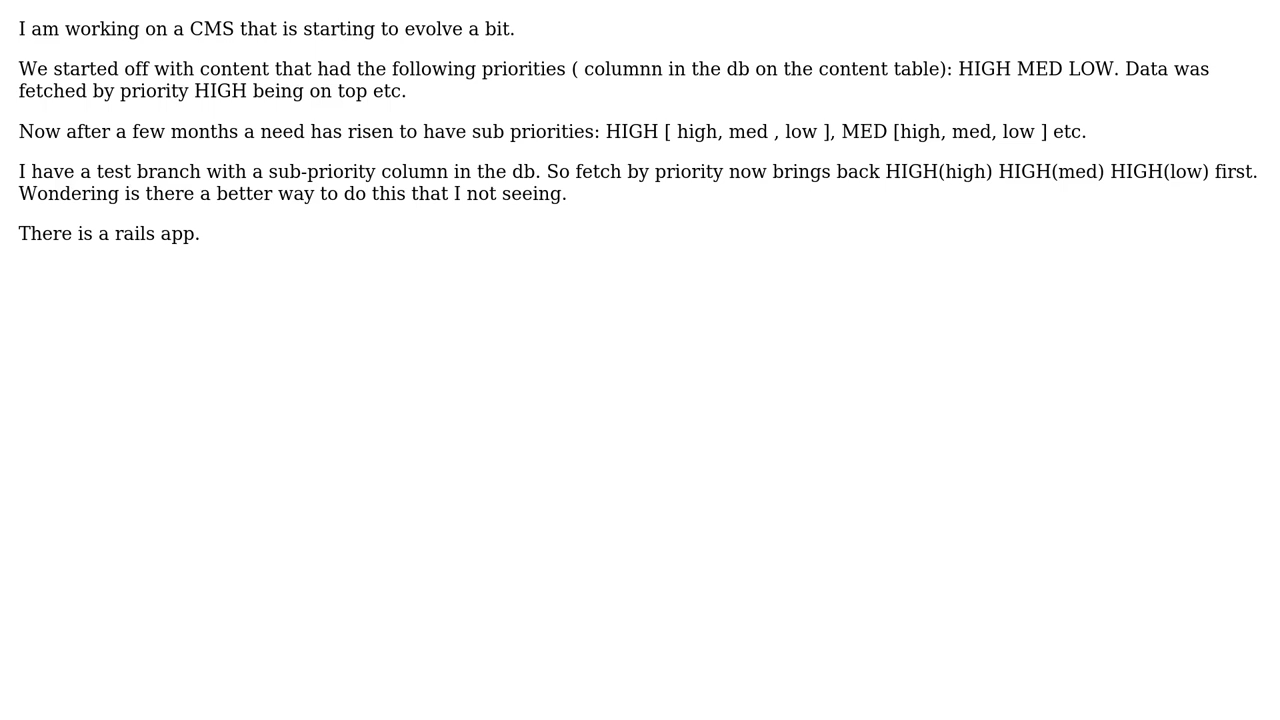 I am working on a CMS that is starting to evolve a bit.
We started off with content that had the following priorities ( columnn in the db on the content table): HIGH MED LOW. Data was
fetched by priority HIGH being on top etc.
Now after a few months a need has risen to have sub priorities: HIGH [ high, med , low ], MED [high, med, low ] etc.
I have a test branch with a sub-priority column in the db. So fetch by priority now brings back HIGH(high) HIGH(med) HIGH(low) first.
Wondering is there a better way to do this that I not seeing.
There is a rails app.